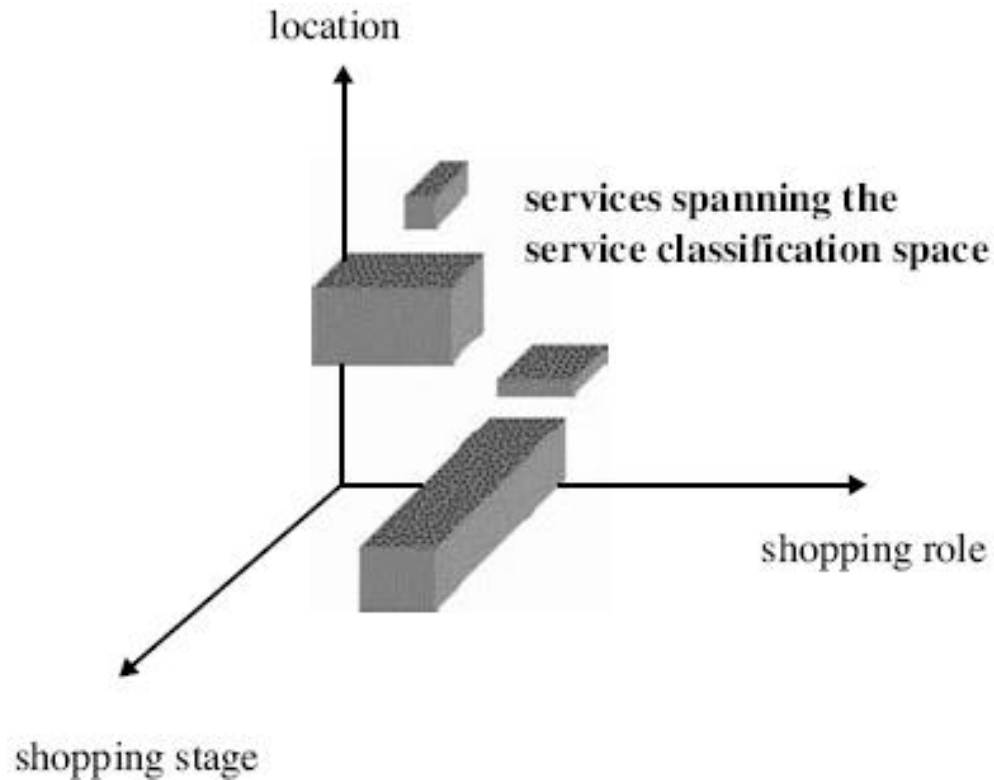 location
services spanning the
service classification space
shopping role
shopping stage